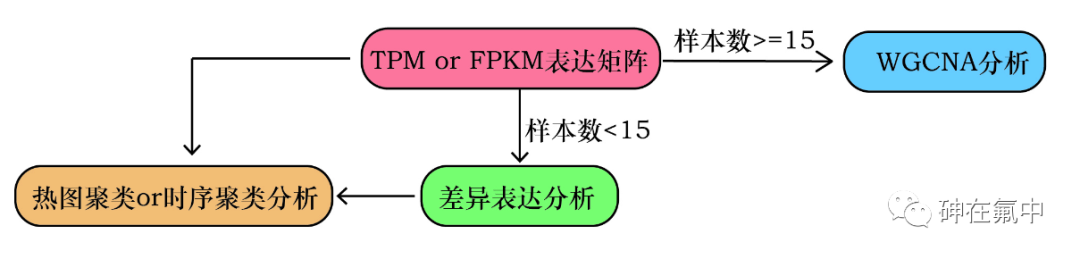 样本数>=15
TPM or FPKM表达矩阵
WGCNA分析
样本数<15
热图聚类or时序聚类分析
差异表达分析
砷在氟中